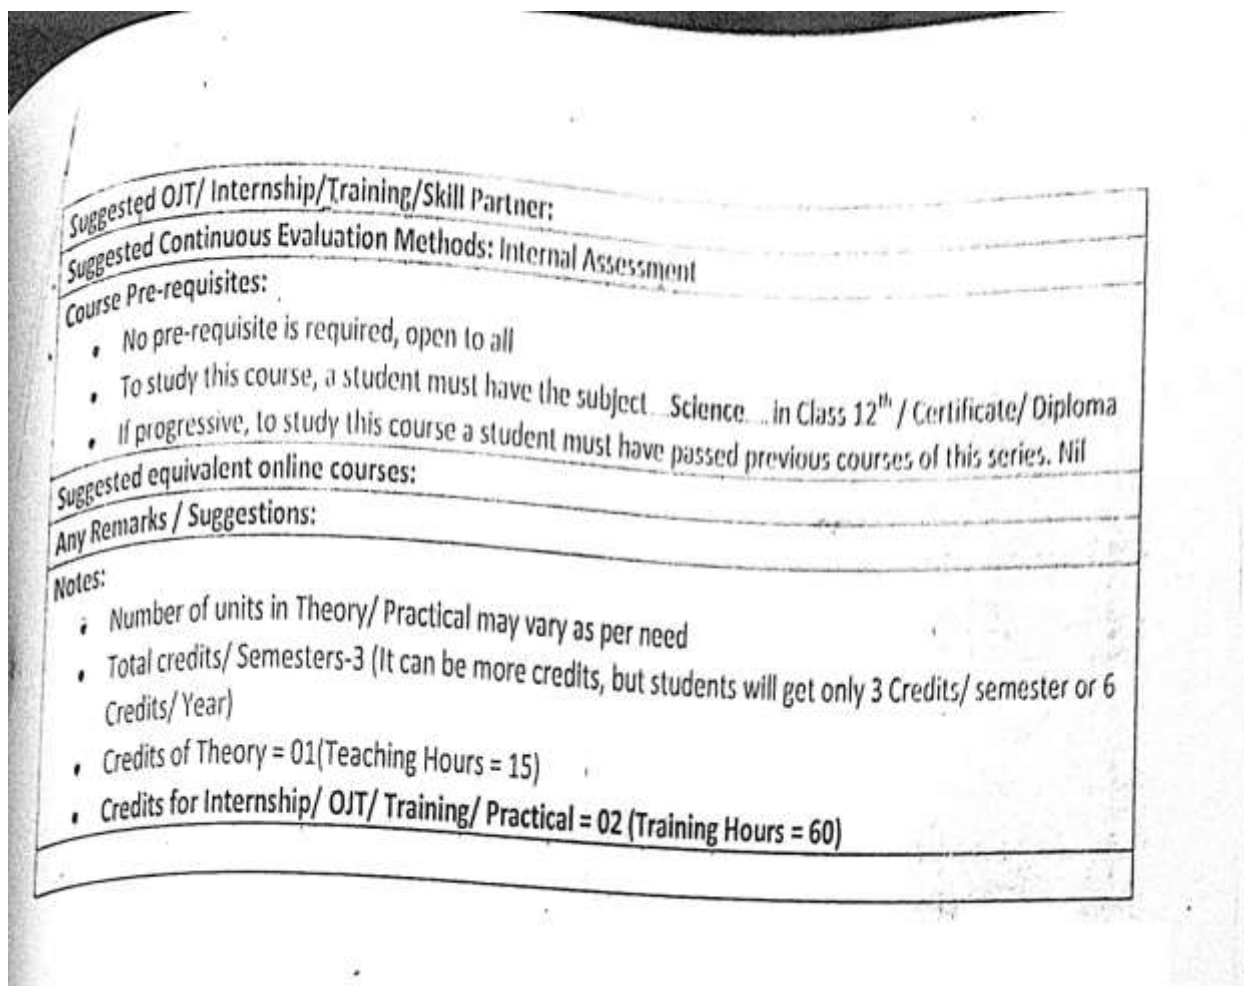 Suggested OJT/ Internship/Training/Skill Partner:
Suggested Continuous Evaluation Methods: Internal Assessment
Course Pre-requisites:
• No pre-requisite is required, open to all
• To study this course, a student must have the subject...Science.....in Class 12th / Certificate/ Diploma
• If progressive, to study this course a student must have passed previous courses of this series. Nil
Suggested equivalent online courses:
Any Remarks / Suggestions:
Notes:
• Number of units in Theory/ Practical may vary as per need
• Total credits/ Semesters-3 (It can be more credits, but students will get only 3 Credits/ semester or 6
Credits/ Year)
• Credits of Theory = 01(Teaching Hours = 15)
• Credits for Internship/ OJT/ Training/ Practical = 02 (Training Hours = 60)